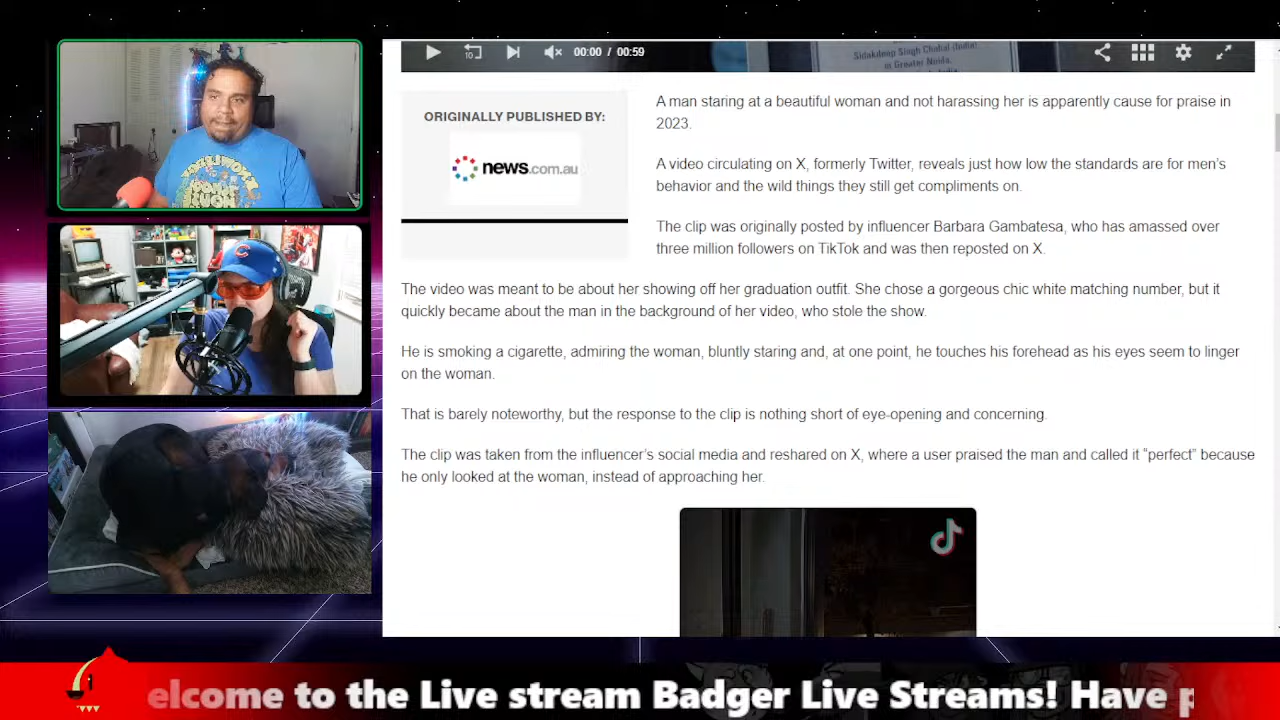 00:00 / 00:59
10
Sidakdeep Singh Chahal (India)
in Greater Noida,
ORIGINALLY PUBLISHED BY:
news.com.au
A man staring at a beautiful woman and not harassing her is apparently cause for praise in
2023.
A video circulating on X, formerly Twitter, reveals just how low the standards are for men's
behavior and the wild things they still get compliments on.
The clip was originally posted by influencer Barbara Gambatesa, who has amassed over
three million followers on TikTok and was then reposted on X.
The video was meant to be about her showing off her graduation outfit. She chose a gorgeous chic white matching number, but it
quickly became about the man in the background of her video, who stole the show.
He is smoking a cigarette, admiring the woman, bluntly staring and, at one point, he touches his forehead as his eyes seem to linger
on the woman.
That is barely noteworthy, but the response to the clip is nothing short of eye-opening and concerning.
The clip was taken from the influencer's social media and reshared on X, where a user praised the man and called it “perfect” because
he only looked at the woman, instead of approaching her.
elcome to the Live stream Badger Live Streams! Have p